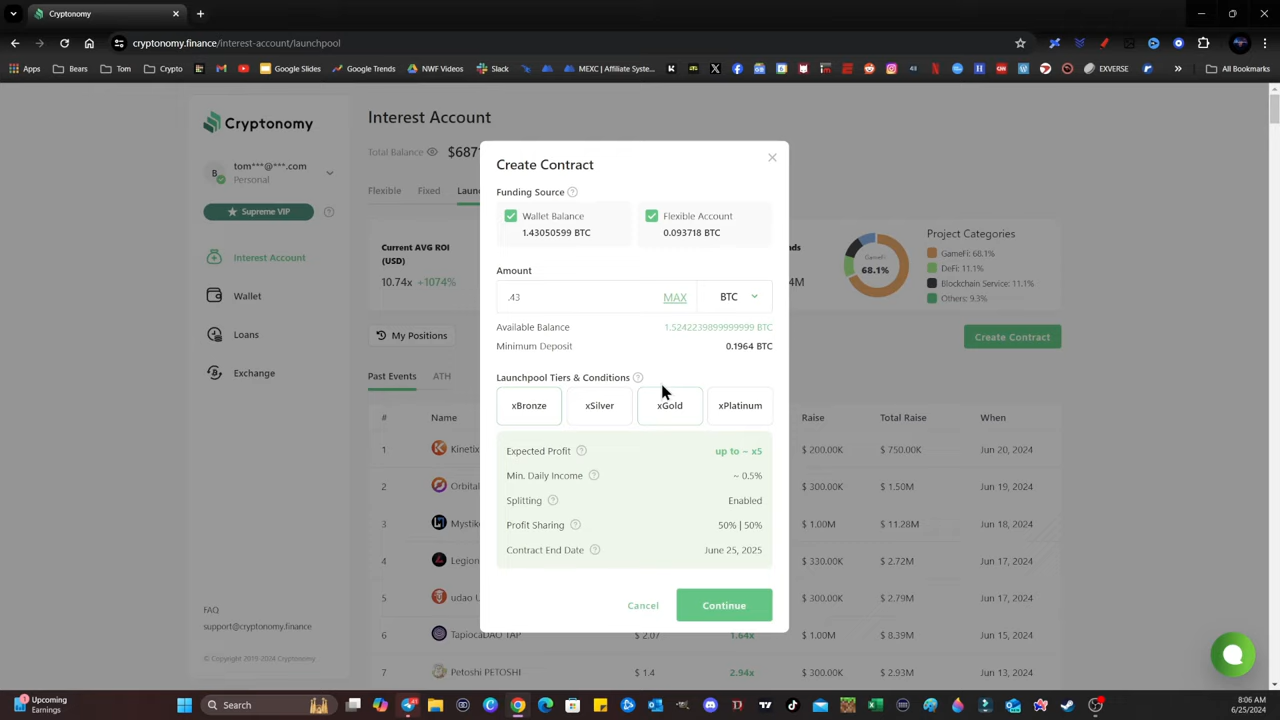 Cryptonomy
cryptonomy.finance/interest-account/launchpool
Apps
Bears
Tom
Crypto
Google Slides
Google Trends
NWF Videos
Slack
MEXC | Affiliate Syste...
EXVERSE
All Bookmarks
Cryptonomy
tom***@***.com
Personal
B
Supreme VIP
Interest Account
Wallet
Loans
Exchange
FAQ
support@cryptonomy.finance
© Copyright 2019-2024 Cryptonomy
Interest Account
Total Balance
Flexible
Fixed
Current AVG ROI
(USD)
10.74x +1074%
My Positions
Past Events
ATH
GameFi
68.1%
Project Categories
GameFi: 68.1%
DeFi: 11.1%
Blockchain Service: 11.1%
Others: 9.3%
Create Contract
# Name Raise Total Raise When
1 Kinetix $ 200.00K $ 750.00K Jun 20, 2024
2 Orbital $ 300.00K $ 1.50M Jun 19, 2024
3 $ 1.00M $ 11.28M Jun 18, 2024
4 Legion $ 330.00K $ 2.72M Jun 17, 2024
5 udao $ 300.00K $ 2.79M Jun 17, 2024
6 TapiocaDAO TAP $ 2.07 1.64x $ 1.00M $ 8.39M Jun 15, 2024
7 Petoshi PETOSHI $ 1.4 2.94x $ 300.00K $ 2.93M Jun 13, 2024
Create Contract
Funding Source
Wallet Balance
1.43050599 BTC
Flexible Account
0.093718 BTC
Amount
.43 MAX BTC
Available Balance 1.5242239899999999 BTC
Minimum Deposit 0.1964 BTC
Launchpool Tiers & Conditions
xBronze xSilver xGold xPlatinum
Expected Profit up to ~ x5
Min. Daily Income ~ 0.5%
Splitting Enabled
Profit Sharing 50% | 50%
Contract End Date June 25, 2025
Cancel Continue
Upcoming
Earnings
Search
8:06 AM
6/25/2024